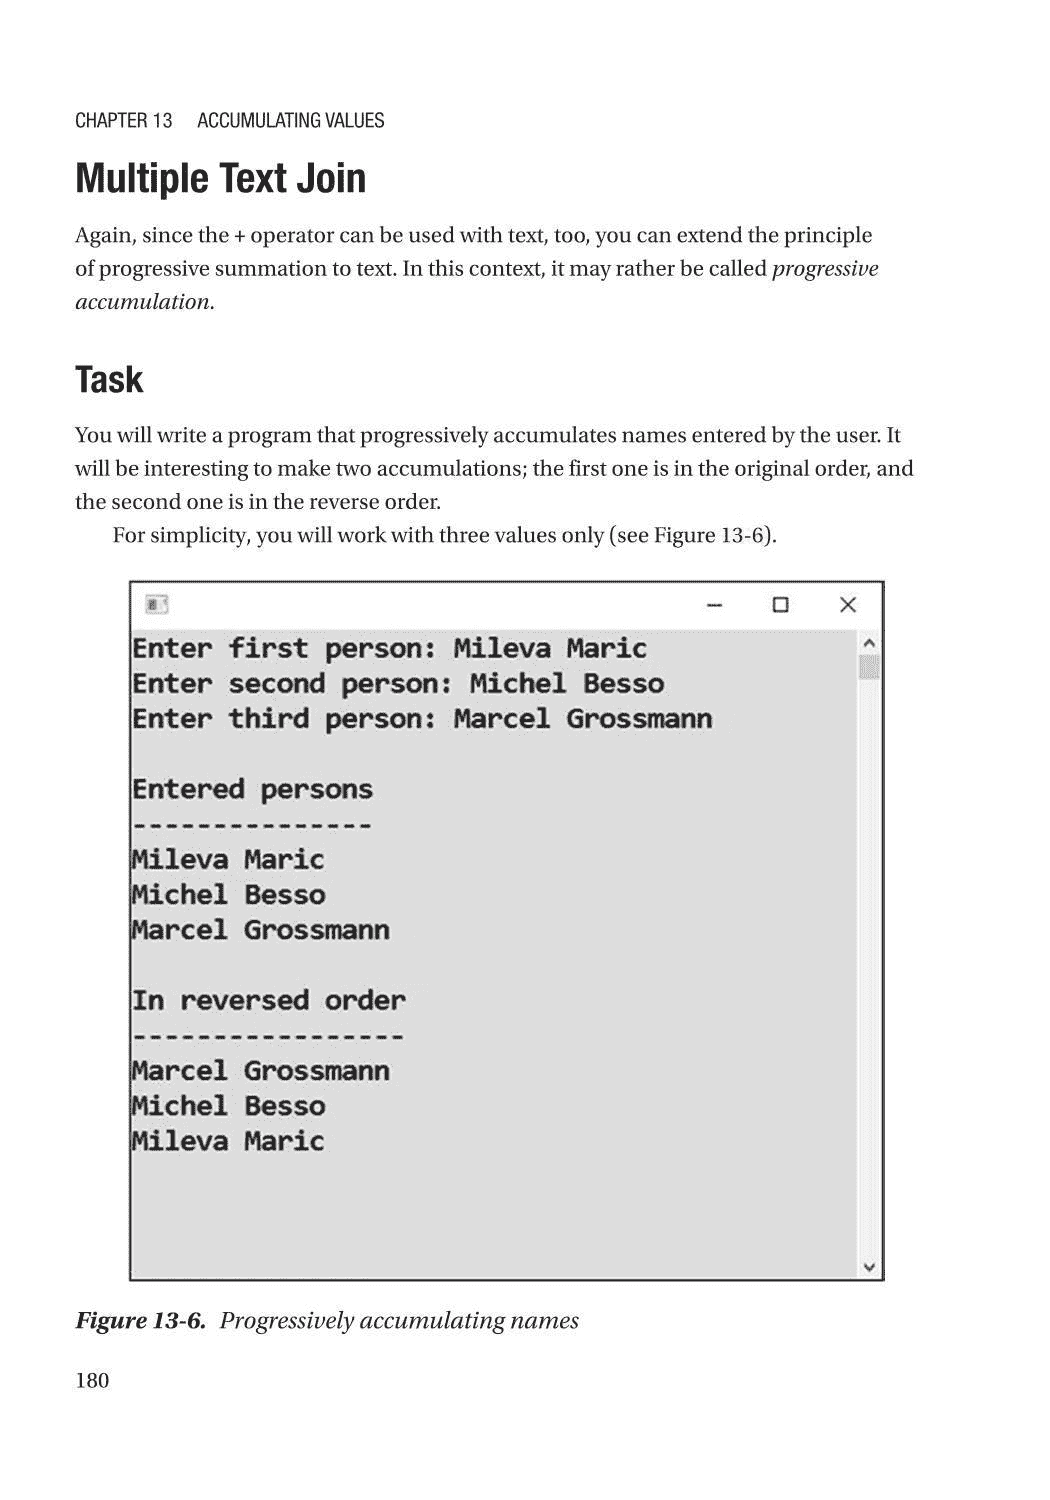 CHAPTER 13 ACCUMULATING VALUES
Multiple Text Join
Again, since the + operator can be used with text, too, you can extend the principle
of progressive summation to text. In this context, it may rather be called progressive
accumulation.
Task
You will write a program that progressively accumulates names entered by the user. It
will be interesting to make two accumulations; the first one is in the original order, and
the second one is in the reverse order.
For simplicity, you will work with three values only (see Figure 13-6).
Enter first person: Mileva Maric
Enter second person: Michel Besso
Enter third person: Marcel Grossmann
Entered persons
---------------
Mileva Maric
Michel Besso
Marcel Grossmann
In reversed order
-----------------
Marcel Grossmann
Michel Besso
Mileva Maric
Figure 13-6. Progressively accumulating names
180